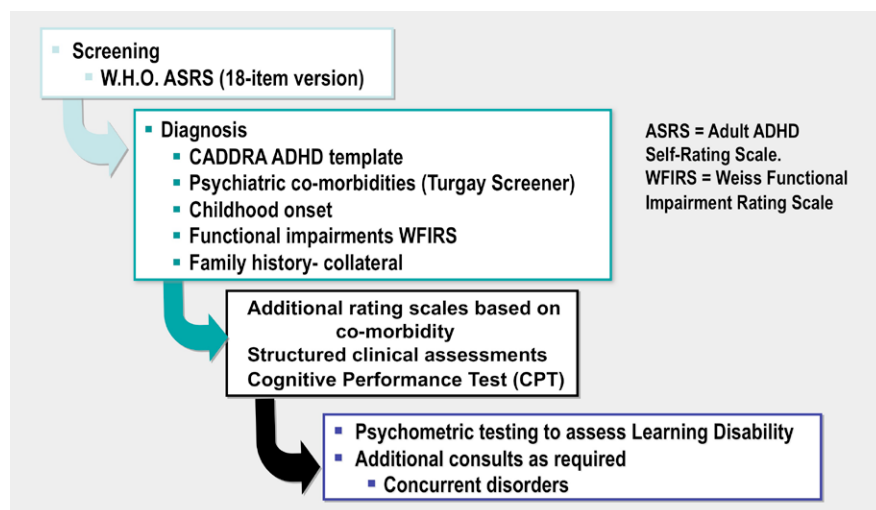 Screening
W.H.O. ASRS (18-item version)
Diagnosis
CADDRA ADHD template
Psychiatric co-morbidities (Turgay Screener)
Childhood onset
Functional impairments WFIRS
Family history- collateral
ASRS = Adult ADHD
Self-Rating Scale.
WFIRS = Weiss Functional
Impairment Rating Scale
Additional rating scales based on
co-morbidity
Structured clinical assessments
Cognitive Performance Test (CPT)
Psychometric testing to assess Learning Disability
Additional consults as required
Concurrent disorders